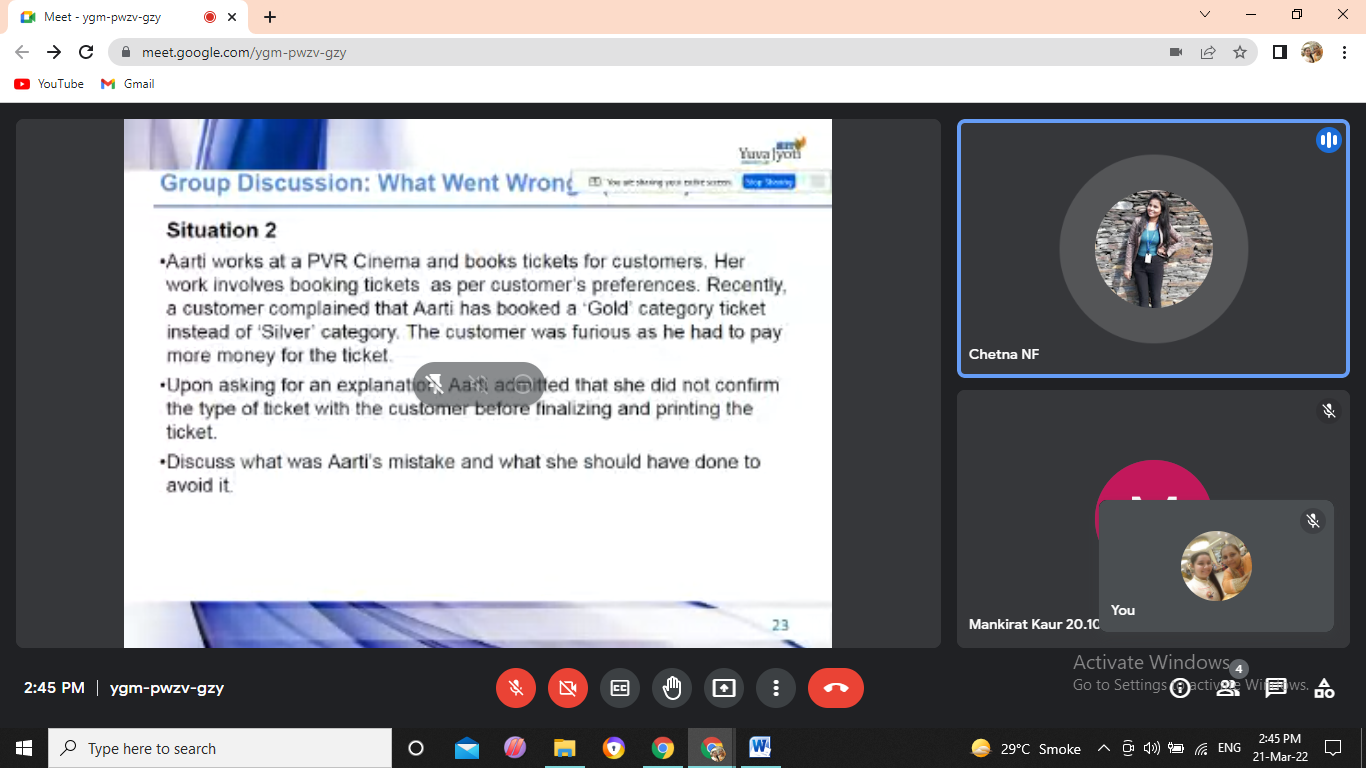 Meet - ygm-pwzv-gzy
meet.google.com/ygm-pwzv-gzy
YouTube
Gmail
Yuva Jyoti
Group Discussion: What Went Wrong
You are sharing your entire screen
Stop Sharing
Situation 2
•Aarti works at a PVR Cinema and books tickets for customers. Her
work involves booking tickets as per customer's preferences. Recently,
a customer complained that Aarti has booked a 'Gold' category ticket
instead of 'Silver' category. The customer was furious as he had to pay
more money for the ticket.
•Upon asking for an explanation, Aarti admitted that she did not confirm
the type of ticket with the customer before finalizing and printing the
ticket.
•Discuss what was Aarti's mistake and what she should have done to
avoid it.
23
Chetna NF
You
Mankirat Kaur 20.10
Activate Windows
Go to Settings to activate Windows.
2:45 PM | ygm-pwzv-gzy
4
Type here to search
29°C Smoke
ENG
2:45 PM
21-Mar-22